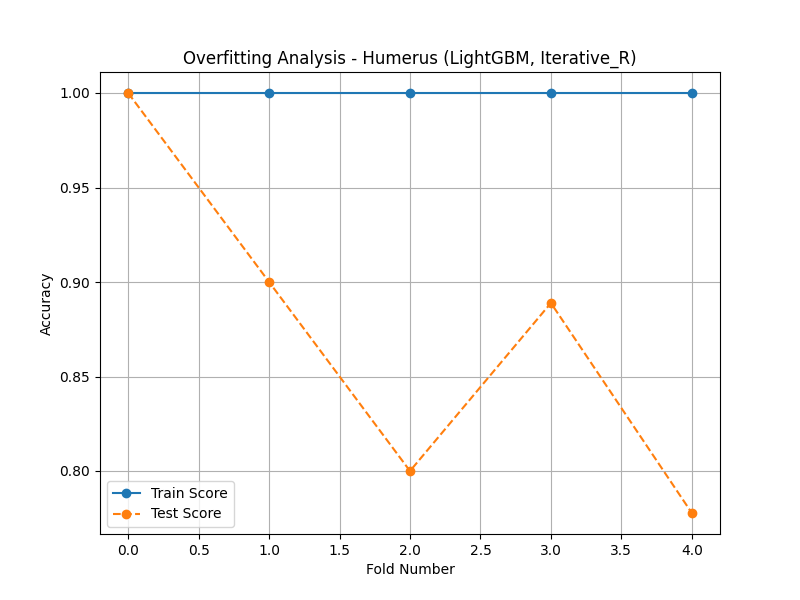 Overfitting Analysis - Humerus (LightGBM, Iterative_R)
Accuracy
1.00
0.95
0.90
0.85
0.80
Train Score
Test Score
0.0 0.5 1.0 1.5 2.0 2.5 3.0 3.5 4.0
Fold Number